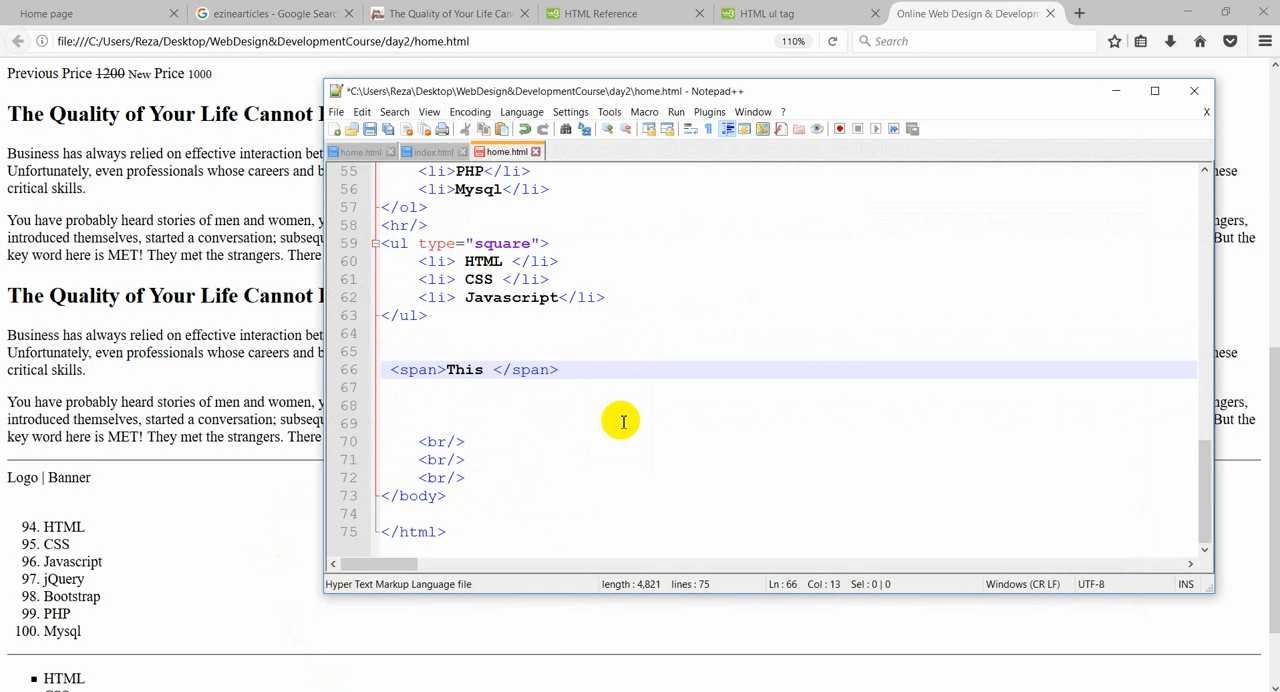 Home page
ezinearticles - Google Searc
The Quality of Your Life Can
HTML Reference
HTML ul tag
Online Web Design & Developm
file:///C:/Users/Reza/Desktop/WebDesign&DevelopmentCourse/day2/home.html
110%
Search
Previous Price 1200 New Price 1000
The Quality of Your Life Cannot
Business has always relied on effective interaction bet
Unfortunately, even professionals whose careers and b
hese
critical skills.
You have probably heard stories of men and women, y
ngers,
introduced themselves, started a conversation; subsequ
But the
key word here is MET! They met the strangers. There
The Quality of Your Life Cannot
Business has always relied on effective interaction bet
Unfortunately, even professionals whose careers and b
hese
critical skills.
You have probably heard stories of men and women, y
ngers,
introduced themselves, started a conversation; subsequ
But the
key word here is MET! They met the strangers. There
Logo | Banner
94. HTML
95. CSS
96. Javascript
97. jQuery
98. Bootstrap
99. PHP
100. Mysql
HTML
*C:\Users\Reza\Desktop\WebDesign&DevelopmentCourse\day2\home.html - Notepad++
File Edit Search View Encoding Language Settings Tools Macro Run Plugins Window ?
X
home.html index.html home.html
55 <li>PHP</li>
56 <li>Mysql</li>
57 </ol>
58 <hr/>
59 <ul type="square">
60 <li> HTML </li>
61 <li> CSS </li>
62 <li> Javascript</li>
63 </ul>
64
65
66 <span>This </span>
67
68
69
70 <br/>
71 <br/>
72 <br/>
73 </body>
74
75 </html>
Hyper Text Markup Language file length : 4,821 lines : 75 Ln : 66 Col : 13 Sel : 0 | 0 Windows (CR LF) UTF-8 INS